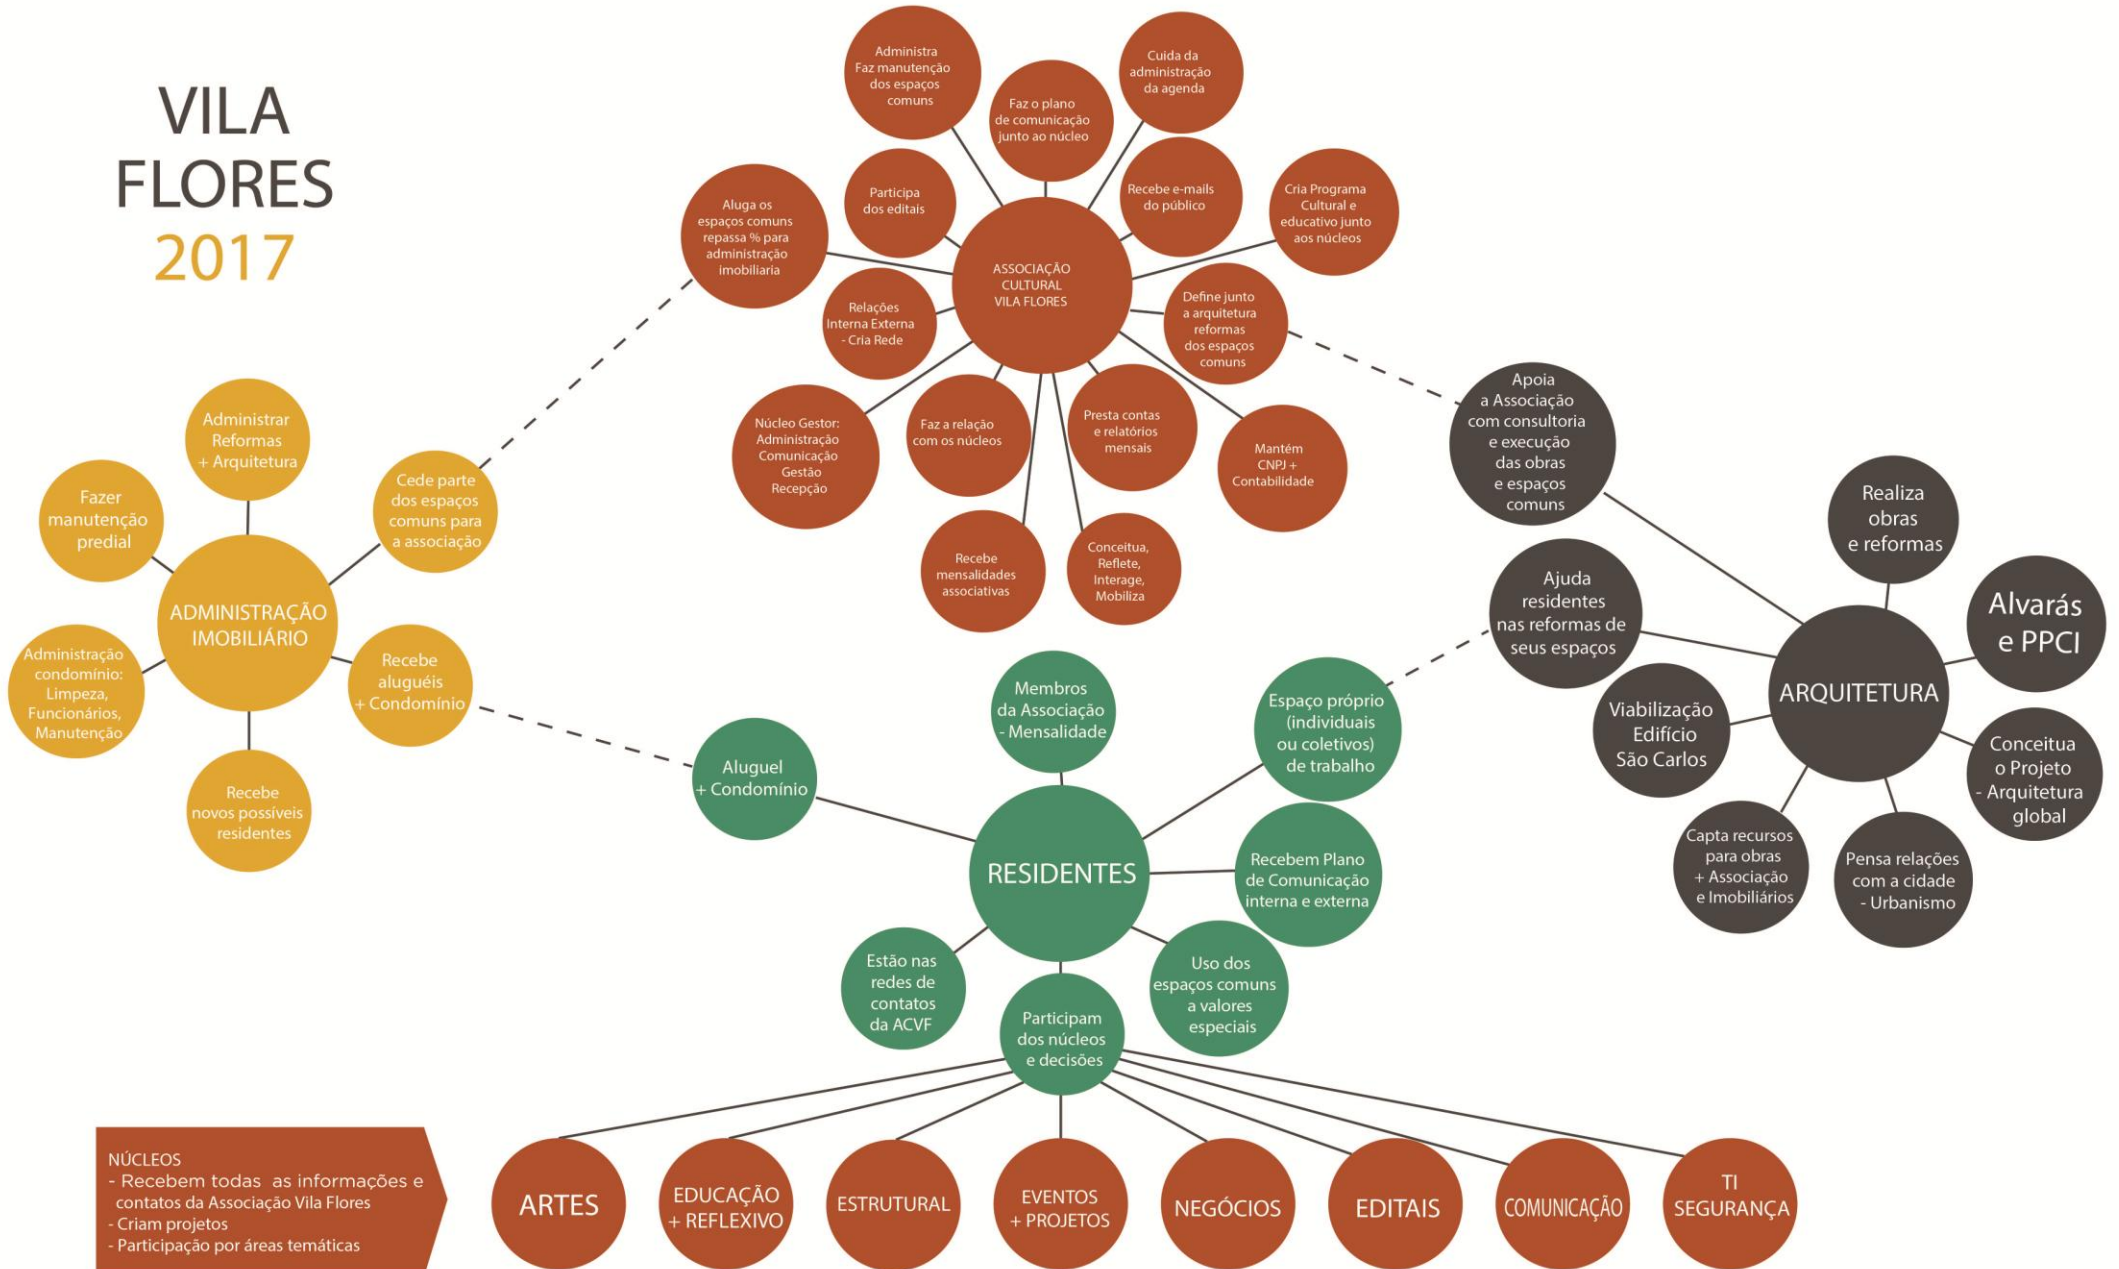 VILA
FLORES
2017
Administra
Faz manutenção
dos espaços
comuns
Faz o plano
de comunicação
junto ao núcleo
Cuida da
administração
da agenda
Participa
dos editais
Recebe e-mails
do público
Cria Programa
Cultural e
educativo junto
aos núcleos
Aluga os
espaços comuns
repassa % para
administração
imobiliaria
ASSOCIAÇÃO
CULTURAL
VILA FLORES
Relações
Interna Externa
- Cria Rede
Define junto
a arquitetura
reformas
dos espaços
comuns
Núcleo Gestor:
Administração
Comunicação
Gestão
Recepção
Faz a relação
com os núcleos
Presta contas
e relatórios
mensais
Mantém
CNPJ +
Contabilidade
Recebe
mensalidades
associativas
Conceitua,
Reflete,
Interage,
Mobiliza
Administrar
Reformas
+ Arquitetura
Fazer
manutenção
predial
Cede parte
dos espaços
comuns para
a associação
ADMINISTRAÇÃO
IMOBILIÁRIO
Administração
condomínio:
Limpeza,
Funcionários,
Manutenção
Recebe
aluguéis
+ Condomínio
Recebe
novos possíveis
residentes
Apoia
a Associação
com consultoria
e execução
das obras
e espaços
comuns
Realiza
obras
e reformas
Ajuda
residentes
nas reformas de
seus espaços
Alvarás
e PPCI
ARQUITETURA
Viabilização
Edifício
São Carlos
Conceitua
o Projeto
- Arquitetura
global
Capta recursos
para obras
+ Associação
e Imobiliários
Pensa relações
com a cidade
- Urbanismo
Membros
da Associação
- Mensalidade
Espaço próprio
(individuais
ou coletivos)
de trabalho
Aluguel
+ Condomínio
RESIDENTES
Recebem Plano
de Comunicação
interna e externa
Estão nas
redes de
contatos
da ACVF
Uso dos
espaços comuns
a valores
especiais
Participam
dos núcleos
e decisões
NÚCLEOS
- Recebem todas as informações e
contatos da Associação Vila Flores
- Criam projetos
- Participação por áreas temáticas
ARTES
EDUCAÇÃO
+ REFLEXIVO
ESTRUTURAL
EVENTOS
+ PROJETOS
NEGÓCIOS
EDITAIS
COMUNICAÇÃO
TI
SEGURANÇA